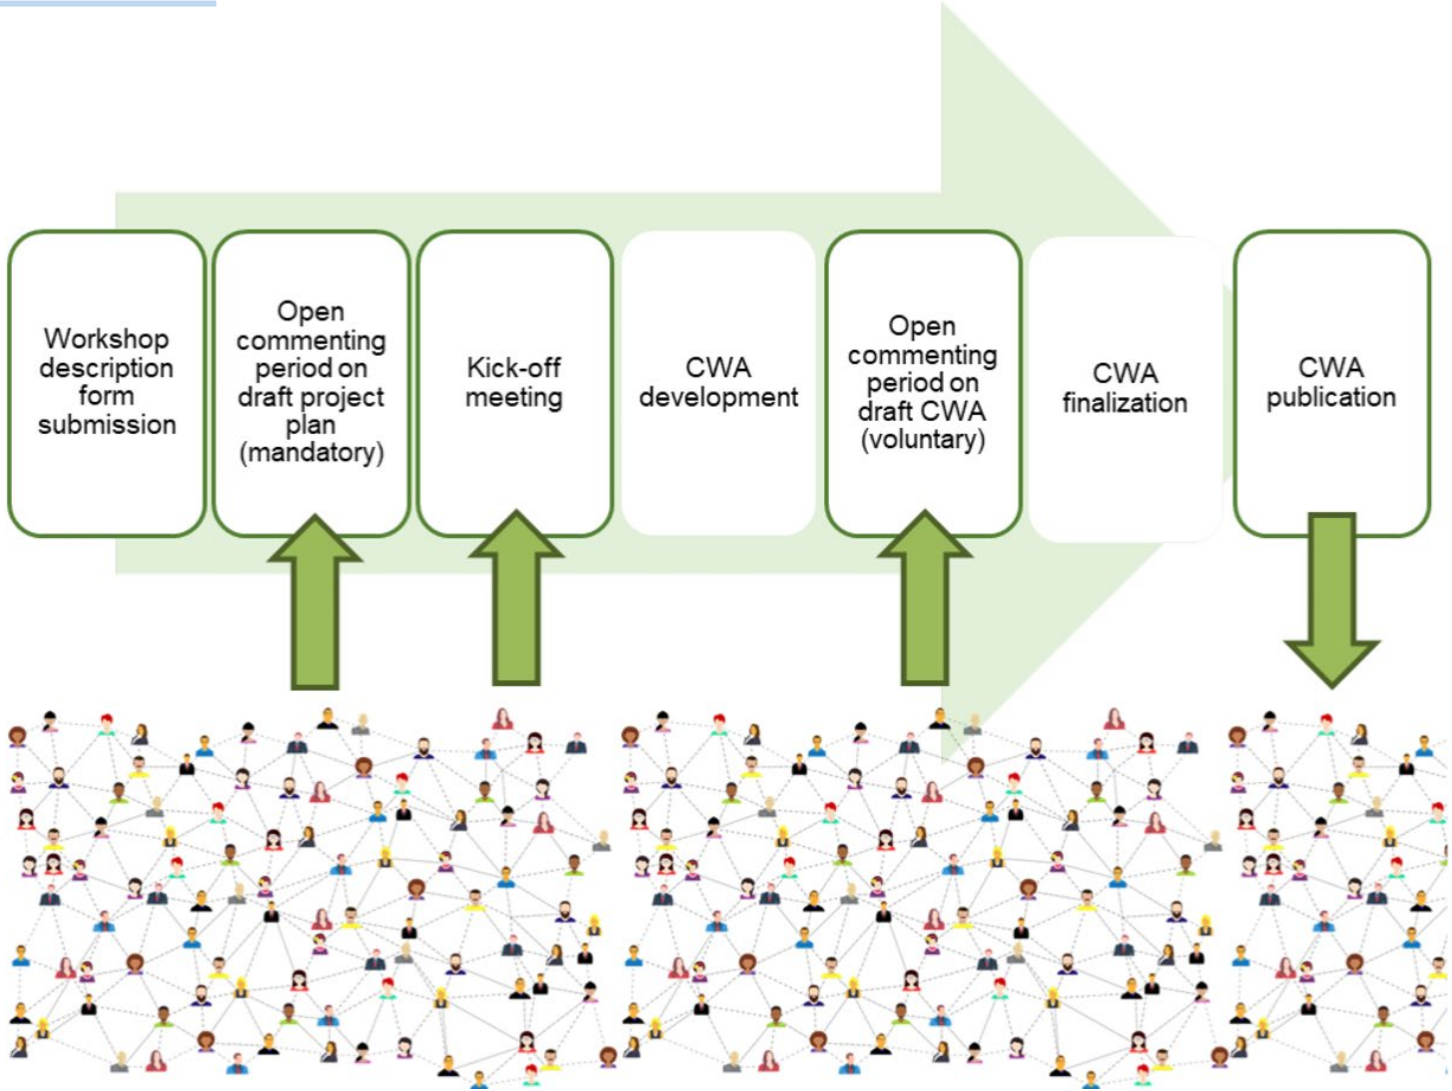 Workshop
description
form
submission
Open
commenting
period on
draft project
plan
(mandatory)
Kick-off
meeting
CWA
development
Open
commenting
period on
draft CWA
(voluntary)
CWA
finalization
CWA
publication